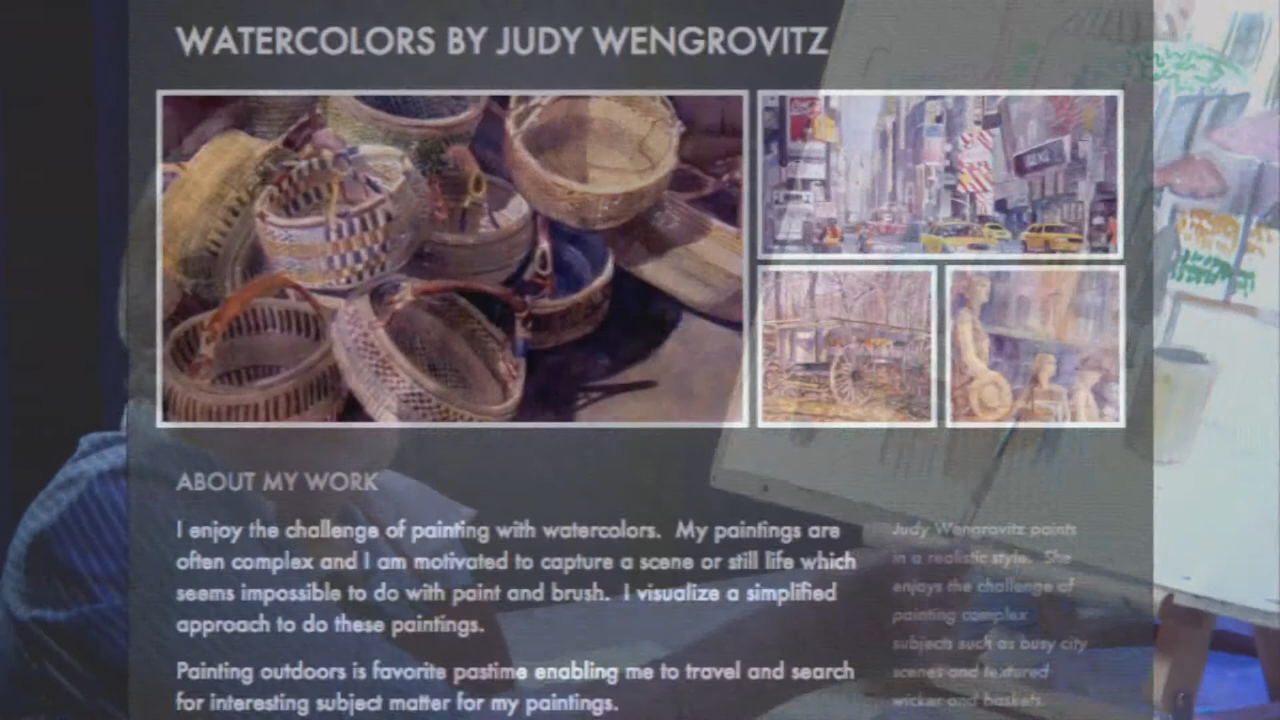 WATERCOLORS BY JUDY WENGROVITZ
ABOUT MY WORK
I enjoy the challenge of painting with watercolors. My paintings are
often complex and I am motivated to capture a scene or still life which
seems impossible to do with paint and brush. I visualize a simplified
approach to do these paintings.
Painting outdoors is favorite pastime enabling me to travel and search
for interesting subject matter for my paintings.
Judy Wengrovitz paints
in a realistic style. She
enjoys the challenge of
painting complex
subjects such as busy city
scenes and textured
wicker and baskets.